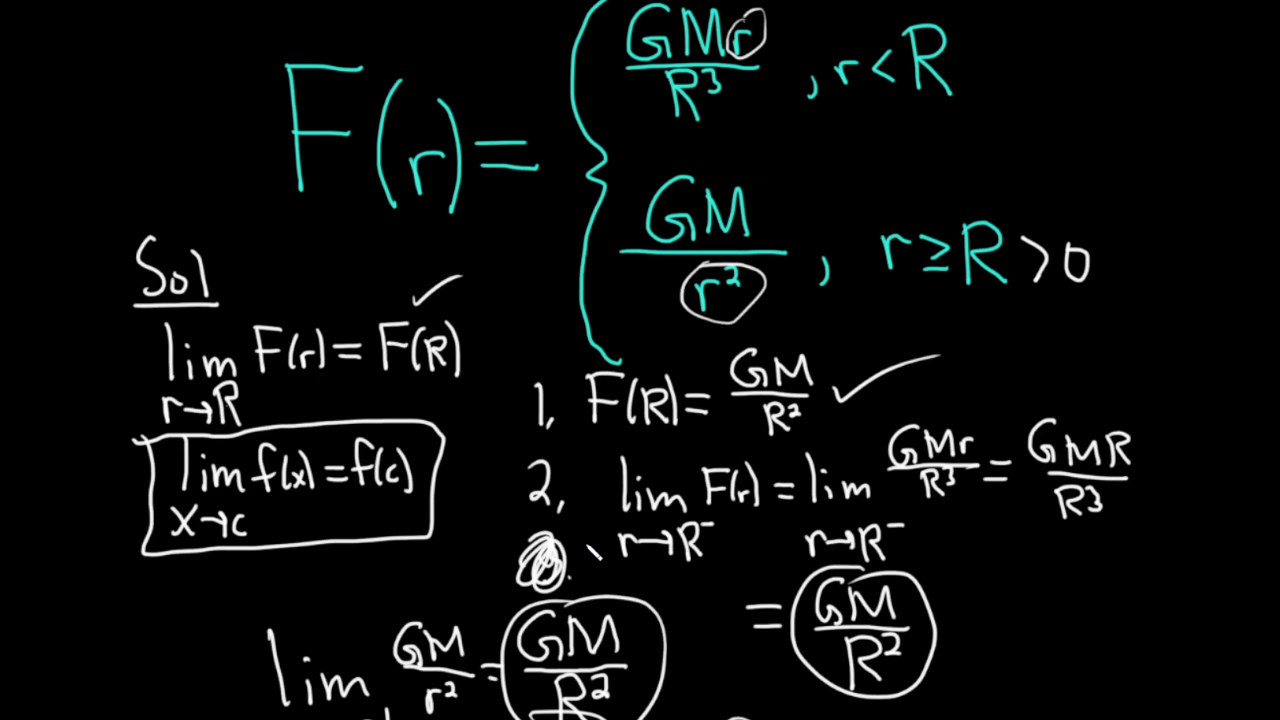 F(r) = { GMr/R³ , r < R
GM/r² , r ≥ R > 0
Sol
lim F(r) = F(R) ✓
r→R
lim f(x) = f(c)
x→c
1. F(R) = GM/R² ✓
2. lim F(r) = lim GMr/R³ = GMR/R³
r→R⁻ r→R⁻
= GM/R²
lim GM/r² = GM/R²